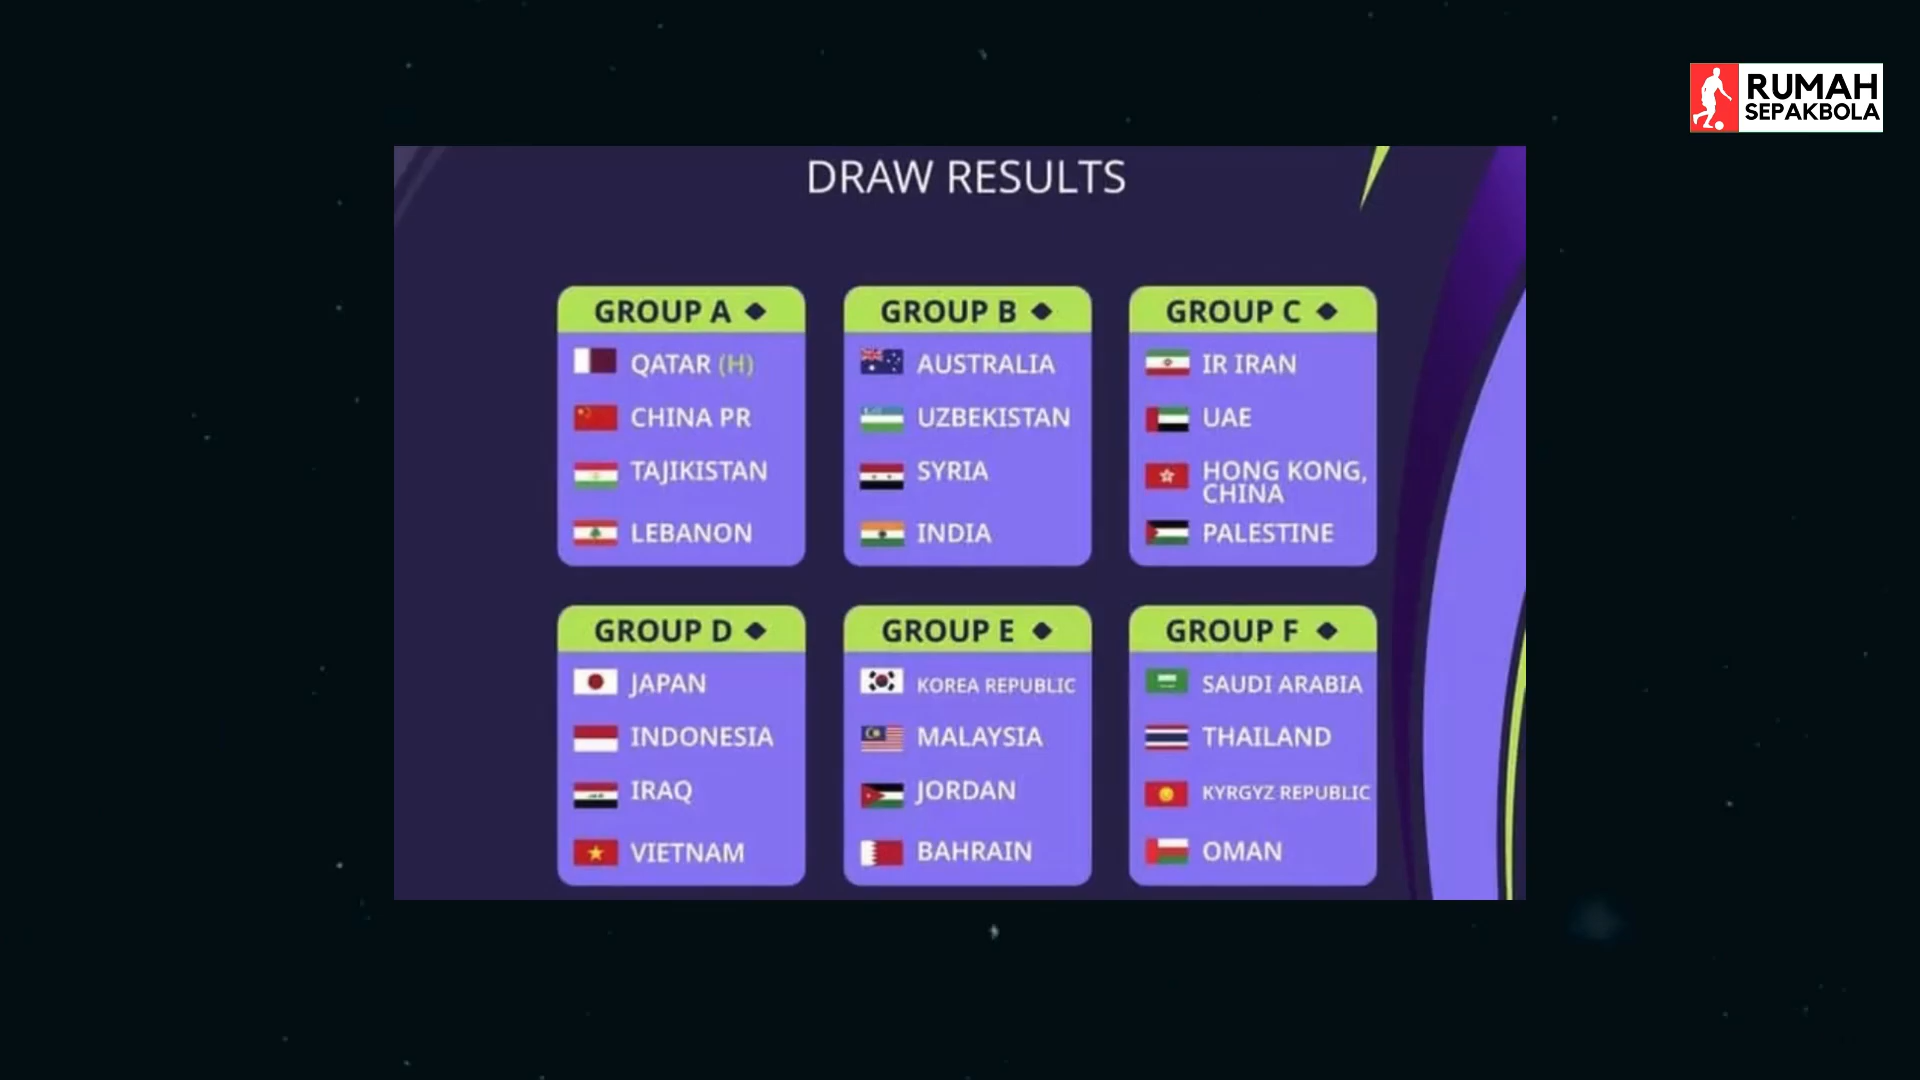 RUMAH
SEPAKBOLA
DRAW RESULTS
GROUP A
QATAR (H)
CHINA PR
TAJIKISTAN
LEBANON
GROUP B
AUSTRALIA
UZBEKISTAN
SYRIA
INDIA
GROUP C
IR IRAN
UAE
HONG KONG,
CHINA
PALESTINE
GROUP D
JAPAN
INDONESIA
IRAQ
VIETNAM
GROUP E
KOREA REPUBLIC
MALAYSIA
JORDAN
BAHRAIN
GROUP F
SAUDI ARABIA
THAILAND
KYRGYZ REPUBLIC
OMAN